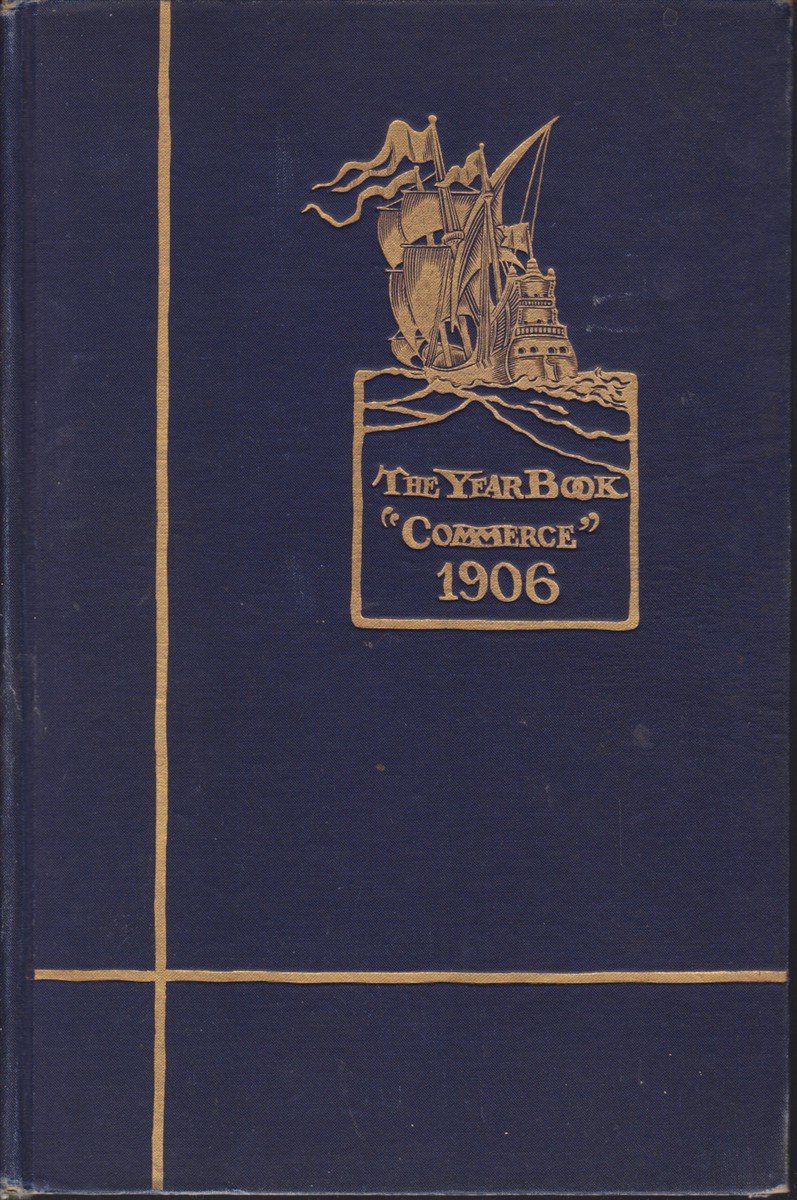 THE YEAR BOOK
“COMMERCE”
1906